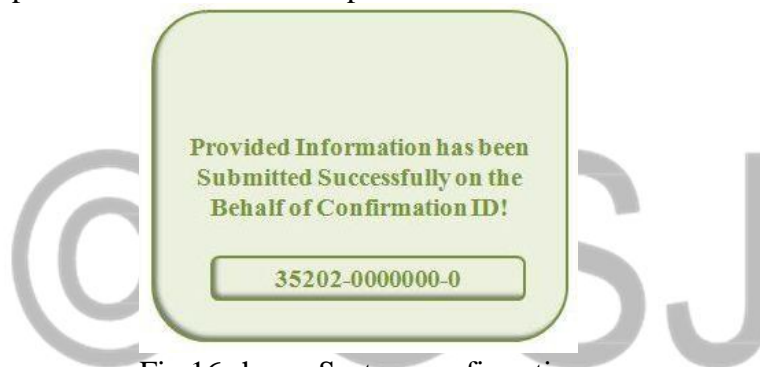 Provided Information has been
Submitted Successfully on the
Behalf of Confirmation ID!
35202-0000000-0